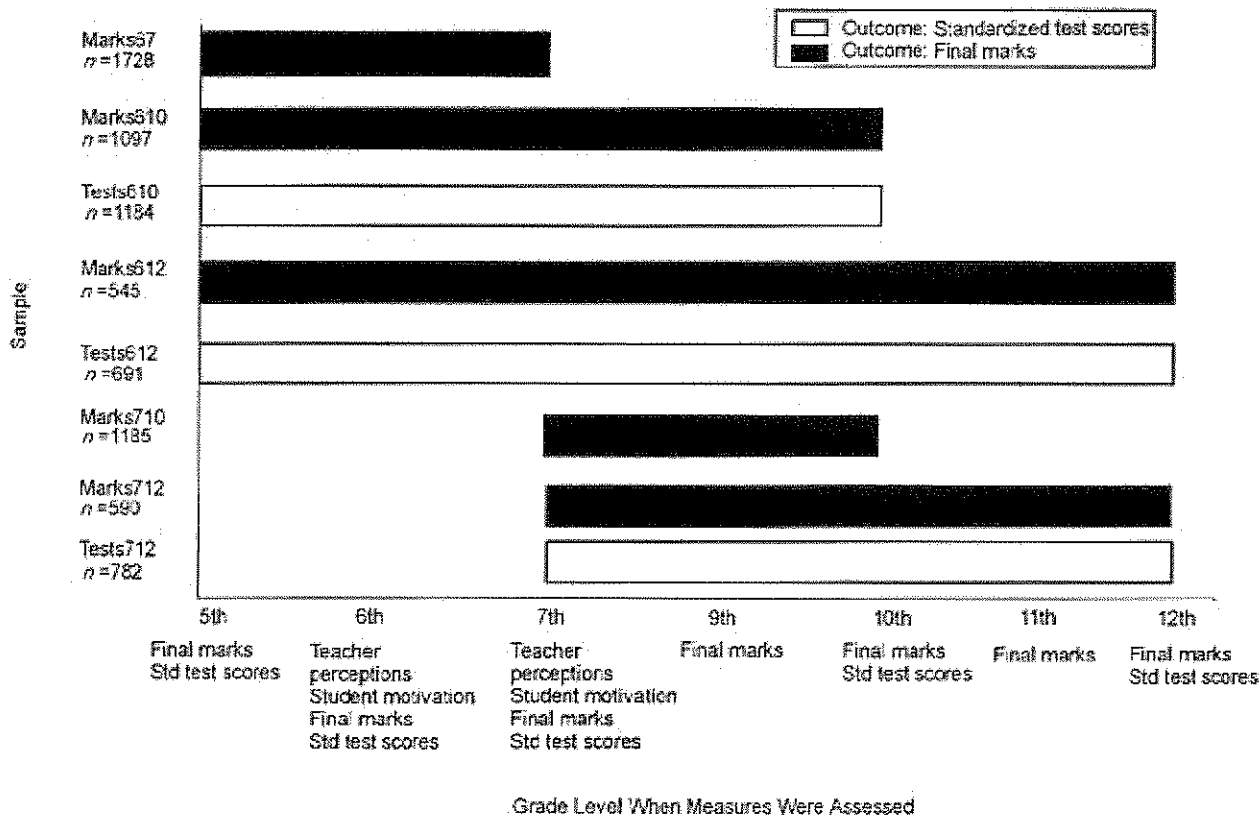 Outcome: Standardized test scores
Outcome: Final marks
Marks67
n=1728
Marks610
n=1097
Tests610
n=1184
Marks612
n=545
Tests612
n=691
Marks710
n=1185
Marks712
n=590
Tests712
n=782
Sample
5th 6th 7th 9th 10th 11th 12th
Final marks
Std test scores
Teacher
perceptions
Student motivation
Final marks
Std test scores
Teacher
perceptions
Student motivation
Final marks
Std test scores
Final marks
Final marks
Std test scores
Final marks
Final marks
Std test scores
Grade Level When Measures Were Assessed